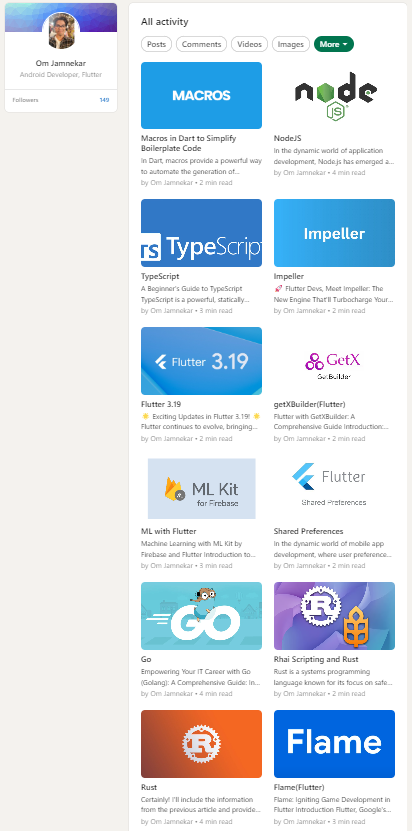 Om Jamnekar
Android Developer, Flutter
Followers 149
All activity
Posts Comments Videos Images More
MACROS
Macros in Dart to Simplify
Boilerplate Code
In Dart, macros provide a powerful way
to automate the generation of...
by Om Jamnekar • 2 min read
node
JS
NodeJS
In the dynamic world of application
development, Node.js has emerged a...
by Om Jamnekar • 4 min read
TS TypeScript
TypeScript
A Beginner's Guide to TypeScript
TypeScript is a powerful, statically...
by Om Jamnekar • 3 min read
Impeller
Impeller
🚀 Flutter Devs, Meet Impeller: The
New Engine That'll Turbocharge Your...
by Om Jamnekar • 2 min read
Flutter 3.19
Flutter 3.19
🌟 Exciting Updates in Flutter 3.19! 🌟
Flutter continues to evolve, bringing...
by Om Jamnekar • 2 min read
GetX
GetBuilder
getXBuilder(Flutter)
Flutter with GetXBuilder: A
Comprehensive Guide Introduction:...
by Om Jamnekar • 2 min read
ML Kit
for Firebase
ML with Flutter
Machine Learning with ML Kit by
Firebase and Flutter Introduction to...
by Om Jamnekar • 3 min read
Flutter
Shared Preferences
Shared Preferences
In the dynamic world of mobile app
development, where user preference...
by Om Jamnekar • 2 min read
GO
Go
Empowering Your IT Career with Go
(Golang): A Comprehensive Guide: In...
by Om Jamnekar • 4 min read
R
Rhai Scripting and Rust
Rust is a systems programming
language known for its focus on safe...
by Om Jamnekar • 2 min read
R
Rust
Certainly! I'll include the information
from the previous article and provide...
by Om Jamnekar • 4 min read
Flame
Flame(Flutter)
Flame: Igniting Game Development in
Flutter Introduction Flutter, Google's...
by Om Jamnekar • 3 min read